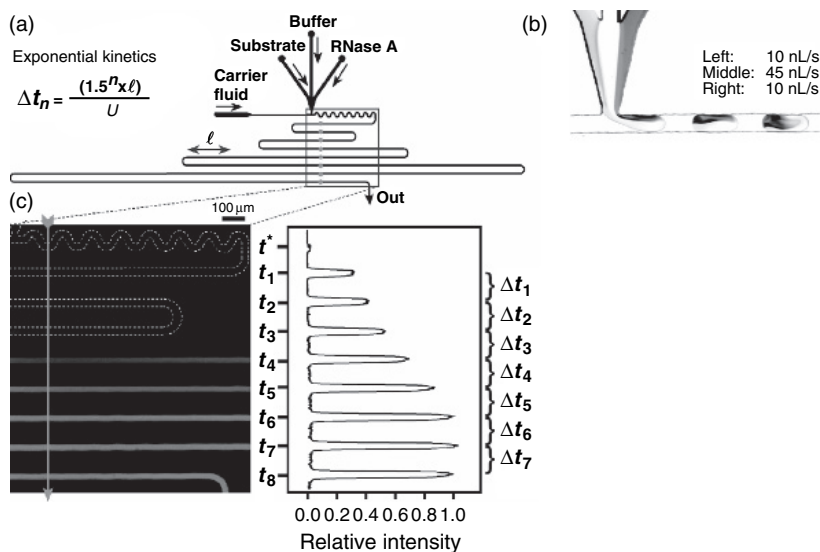 (a)
Buffer
Substrate
RNase A
Exponential kinetics
Carrier
fluid
Δtₙ = (1.5ⁿxℓ) / U
ℓ
Out
(b)
Left: 10 nL/s
Middle: 45 nL/s
Right: 10 nL/s
(c)
100 μm
t*
t₁
t₂
t₃
t₄
t₅
t₆
t₇
t₈
Δt₁
Δt₂
Δt₃
Δt₄
Δt₅
Δt₆
Δt₇
0.0 0.2 0.4 0.6 0.8 1.0
Relative intensity